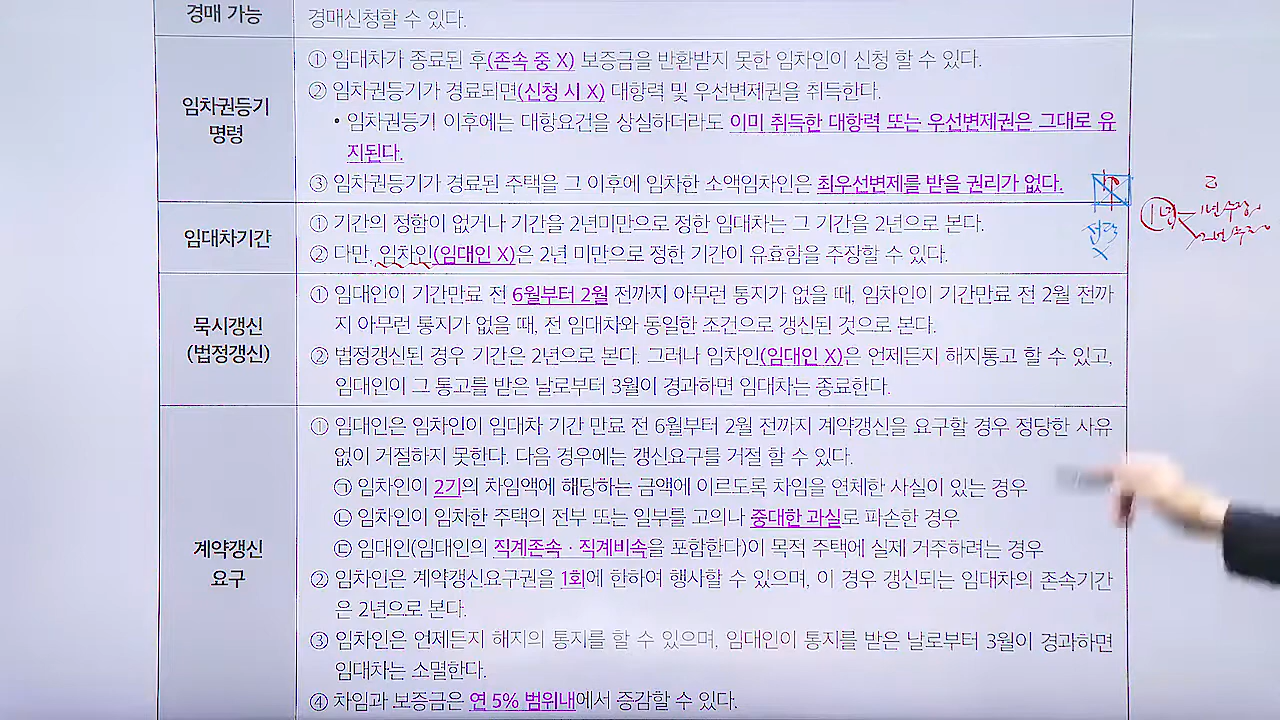 경매 가능
경매신청할 수 있다.
임차권등기
명령
① 임대차가 종료된 후(존속 중 X) 보증금을 반환받지 못한 임차인이 신청 할 수 있다.
② 임차권등기가 경료되면(신청 시 X) 대항력 및 우선변제권을 취득한다.
• 임차권등기 이후에는 대항요건을 상실하더라도 이미 취득한 대항력 또는 우선변제권은 그대로 유
지된다.
③ 임차권등기가 경료된 주택을 그 이후에 임차한 소액임차인은 최우선변제를 받을 권리가 없다.
임대차기간
① 기간의 정함이 없거나 기간을 2년미만으로 정한 임대차는 그 기간을 2년으로 본다.
② 다만, 임차인(임대인 X)은 2년 미만으로 정한 기간이 유효함을 주장할 수 있다.
1년
1년 주장
2년 주장
X
묵시갱신
(법정갱신)
① 임대인이 기간만료 전 6월부터 2월 전까지 아무런 통지가 없을 때, 임차인이 기간만료 전 2월 전까
지 아무런 통지가 없을 때, 전 임대차와 동일한 조건으로 갱신된 것으로 본다.
② 법정갱신된 경우 기간은 2년으로 본다. 그러나 임차인(임대인 X)은 언제든지 해지통고 할 수 있고,
임대인이 그 통고를 받은 날로부터 3월이 경과하면 임대차는 종료한다.
계약갱신
요구
① 임대인은 임차인이 임대차 기간 만료 전 6월부터 2월 전까지 계약갱신을 요구할 경우 정당한 사유
없이 거절하지 못한다. 다음 경우에는 갱신요구를 거절 할 수 있다.
㉠ 임차인이 2기의 차임액에 해당하는 금액에 이르도록 차임을 연체한 사실이 있는 경우
㉡ 임차인이 임차한 주택의 전부 또는 일부를 고의나 중대한 과실로 파손한 경우
㉢ 임대인(임대인의 직계존속·직계비속을 포함한다)이 목적 주택에 실제 거주하려는 경우
② 임차인은 계약갱신요구권을 1회에 한하여 행사할 수 있으며, 이 경우 갱신되는 임대차의 존속기간
은 2년으로 본다.
③ 임차인은 언제든지 해지의 통지를 할 수 있으며, 임대인이 통지를 받은 날로부터 3월이 경과하면
임대차는 소멸한다.
④ 차임과 보증금은 연 5% 범위내에서 증감할 수 있다.